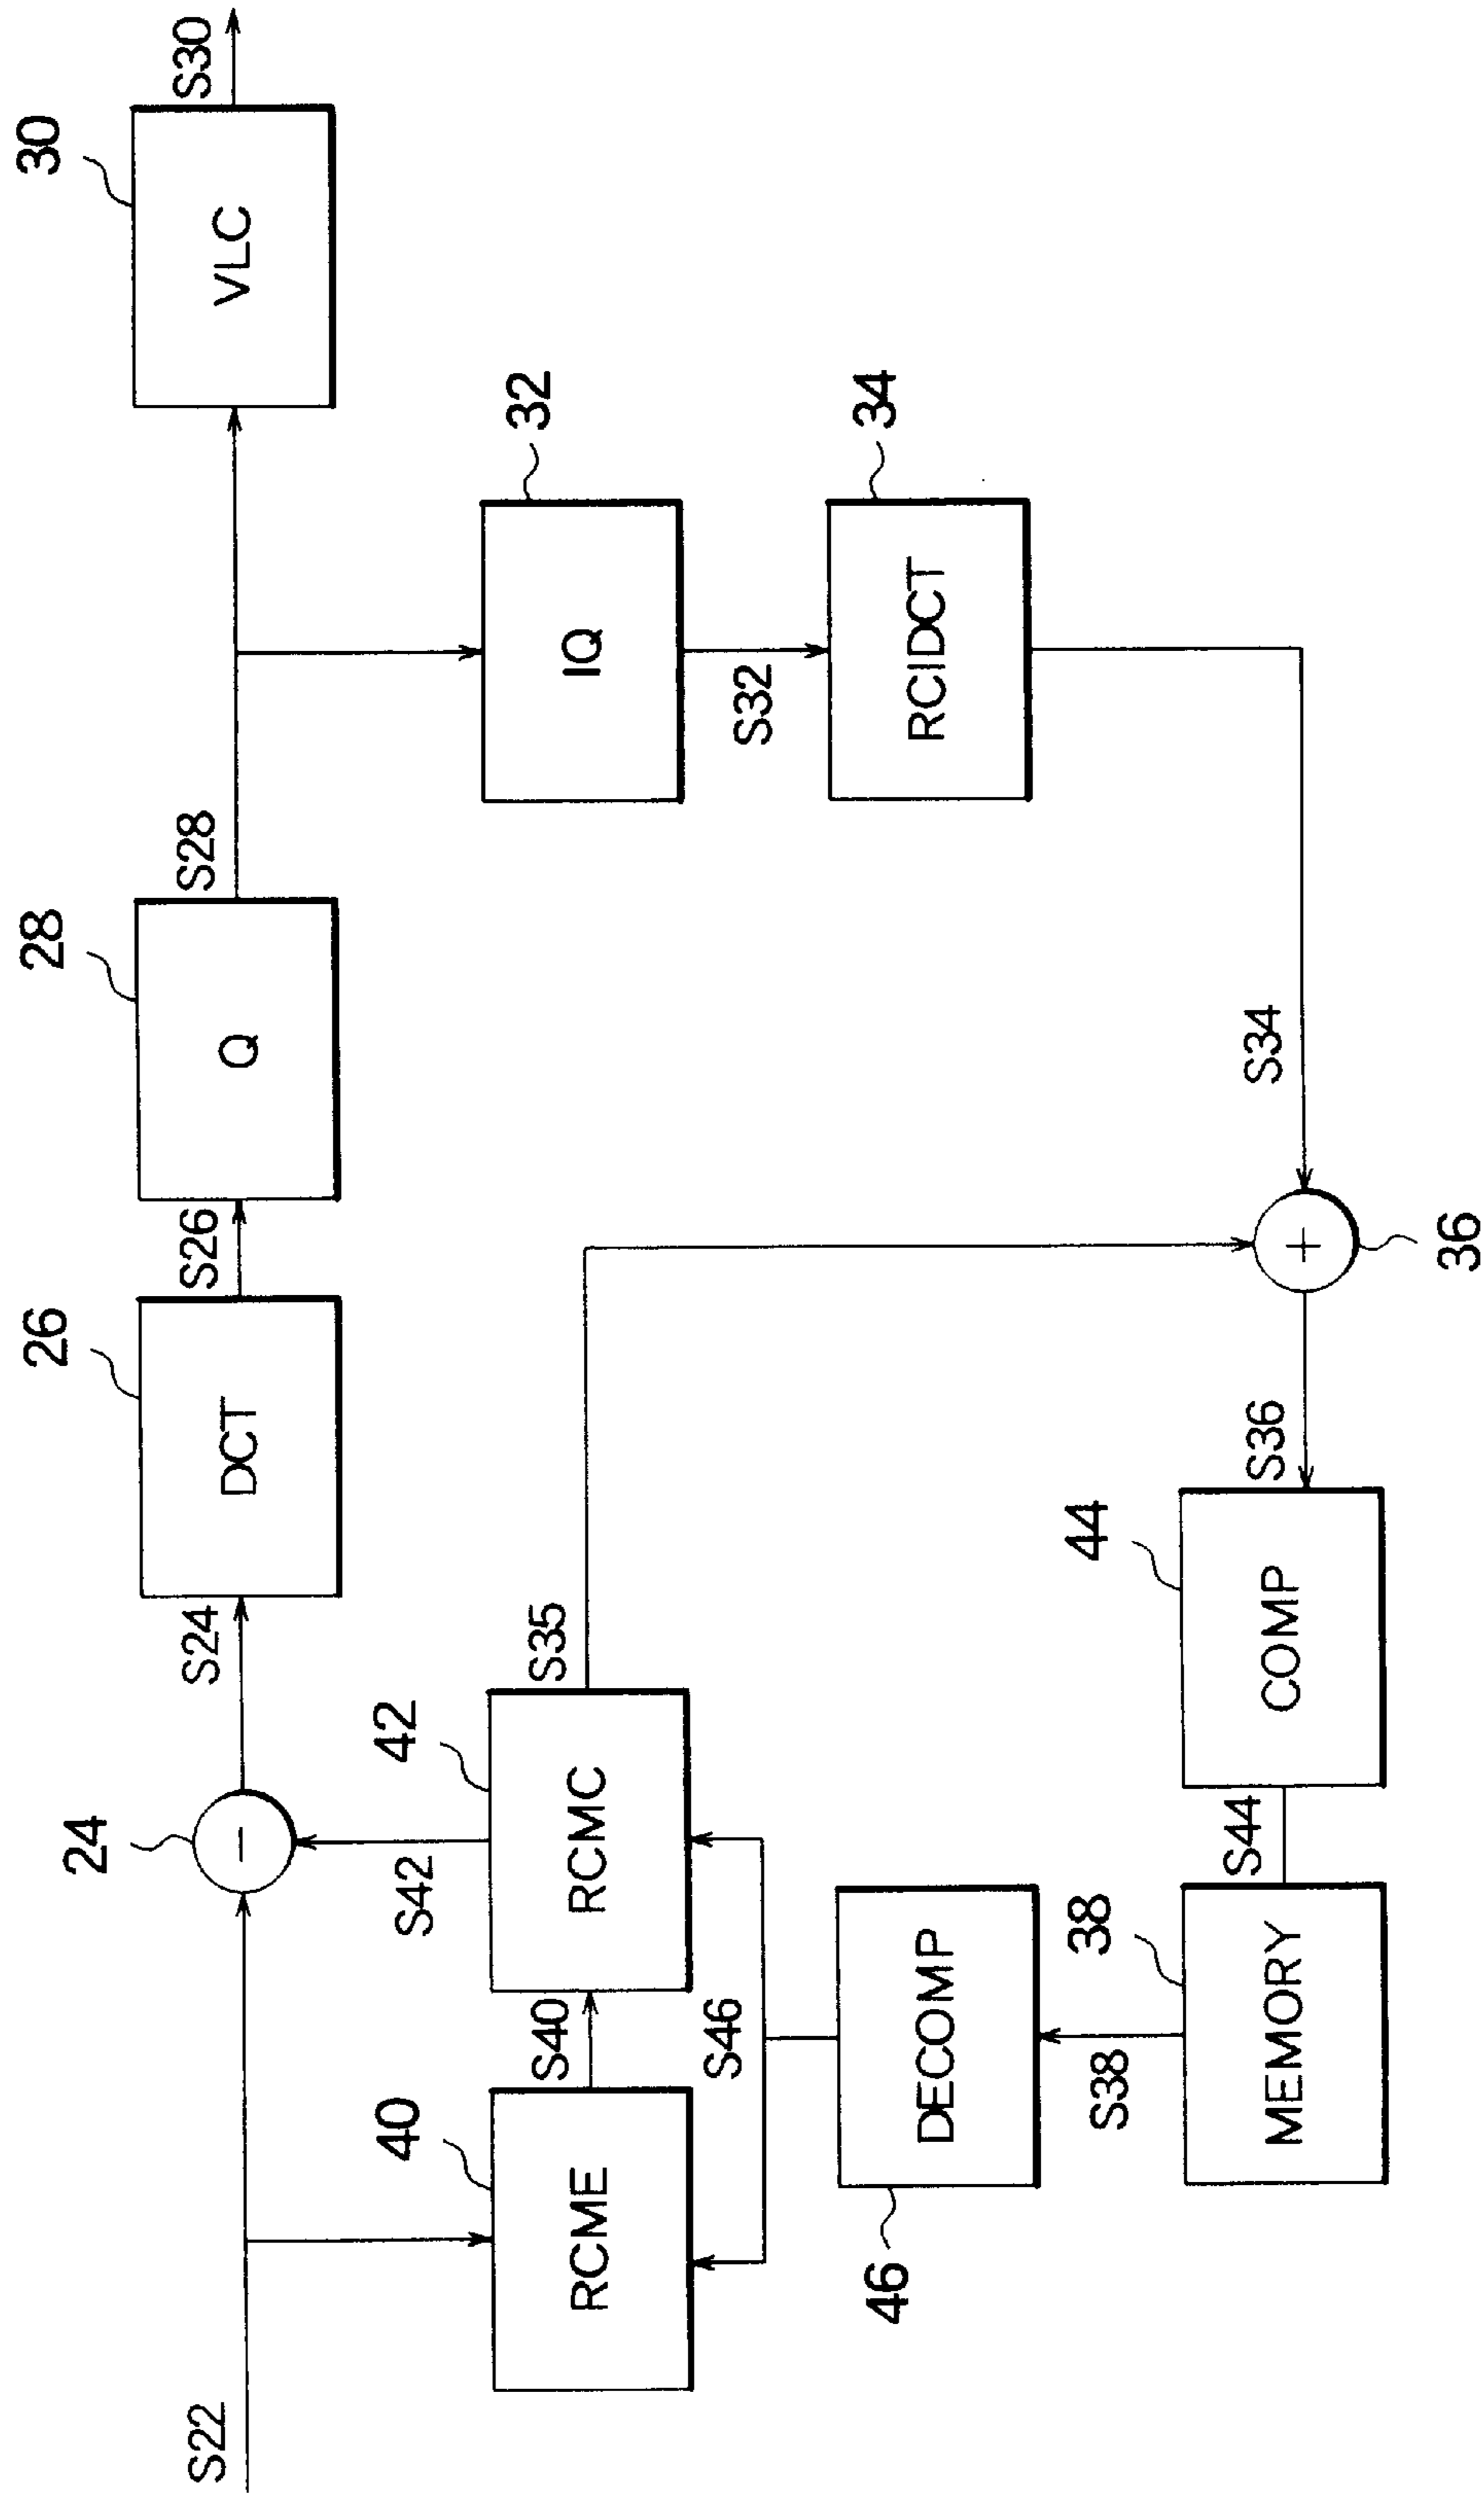 S22
24
S24
26
DCT
S26
28
Q
S28
30
VLC
S30
40
RCME
S40
42
RCMC
S42
S35
32
IQ
S32
34
RCIDCT
S34
S46
46
DECOMP
S38
38
MEMORY
S44
44
COMP
S36
+
36
−